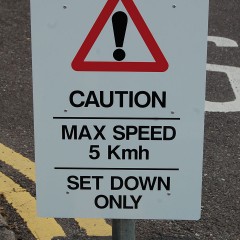 CAUTION
MAX SPEED
5 Kmh
SET DOWN
ONLY